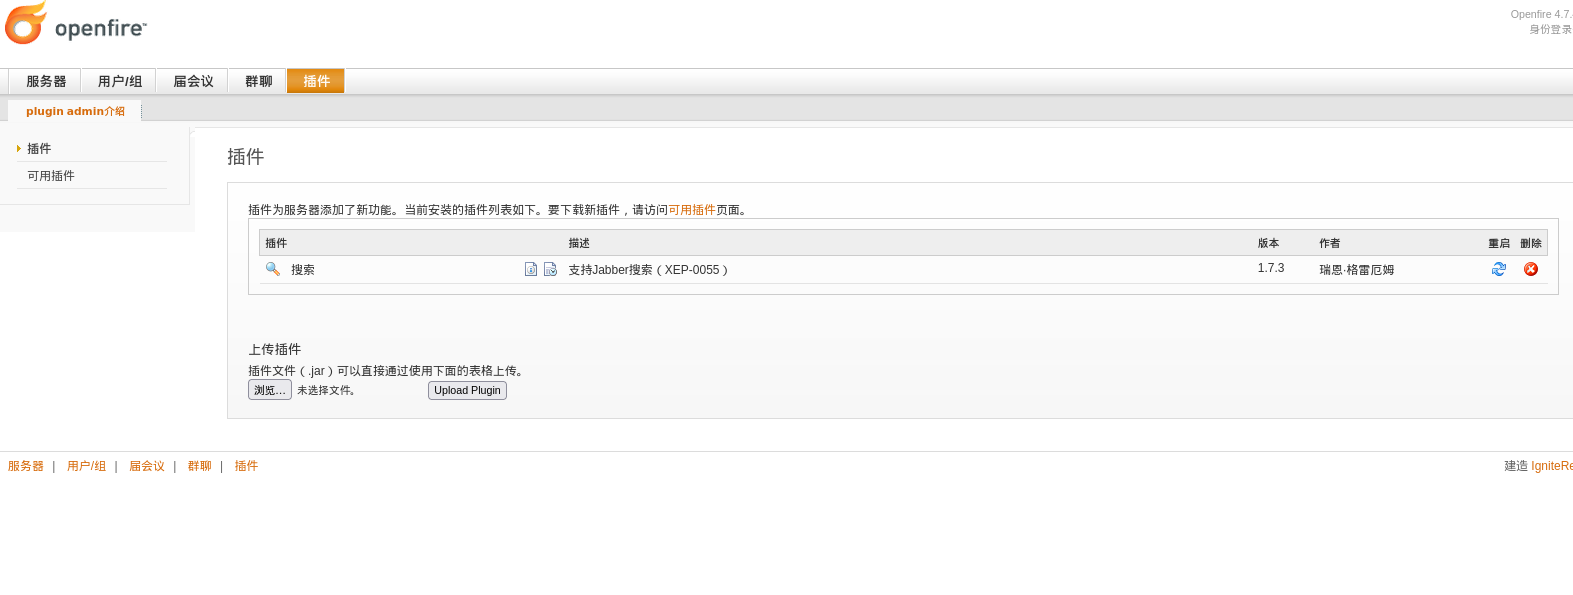 openfire™
Openfire 4.7.
身份登录
服务器 用户/组 届会议 群聊 插件
plugin admin介绍
插件
可用插件
插件
插件为服务器添加了新功能。当前安装的插件列表如下。要下载新插件，请访问可用插件页面。
插件 描述 版本 作者 重启 删除
搜索 支持Jabber搜索（XEP-0055） 1.7.3 瑞恩·格雷厄姆
上传插件
插件文件（.jar）可以直接通过使用下面的表格上传。
浏览… 未选择文件。 Upload Plugin
服务器 | 用户/组 | 届会议 | 群聊 | 插件
建造 IgniteRe